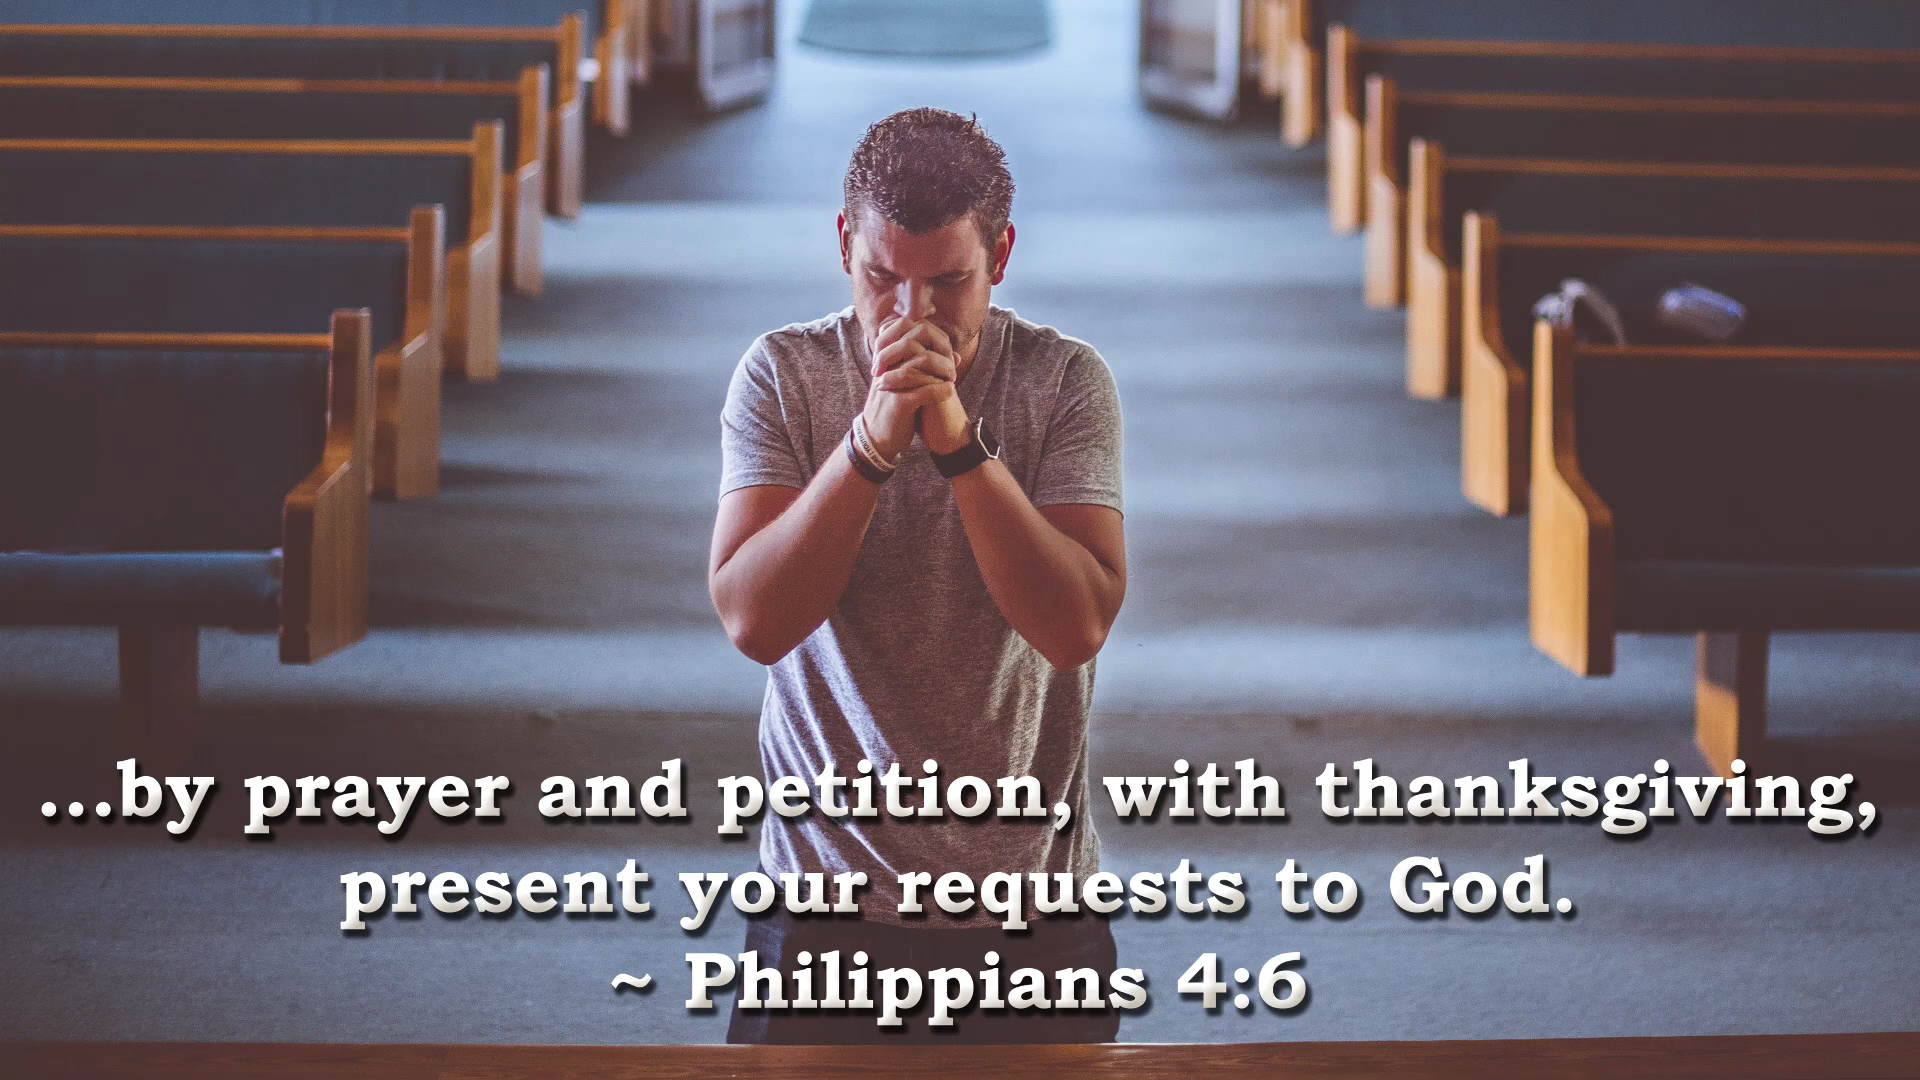 ...by prayer and petition, with thanksgiving,
present your requests to God.
~ Philippians 4:6